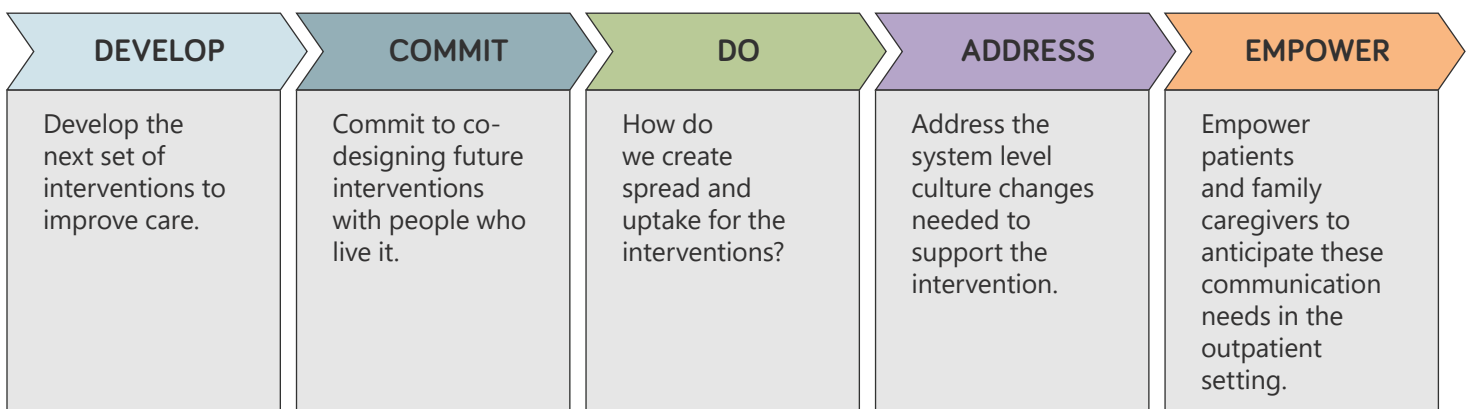 DEVELOP
Develop the
next set of
interventions to
improve care.
COMMIT
Commit to co-
designing future
interventions
with people who
live it.
DO
How do
we create
spread and
uptake for the
interventions?
ADDRESS
Address the
system level
culture changes
needed to
support the
intervention.
EMPOWER
Empower
patients
and family
caregivers to
anticipate these
communication
needs in the
outpatient
setting.